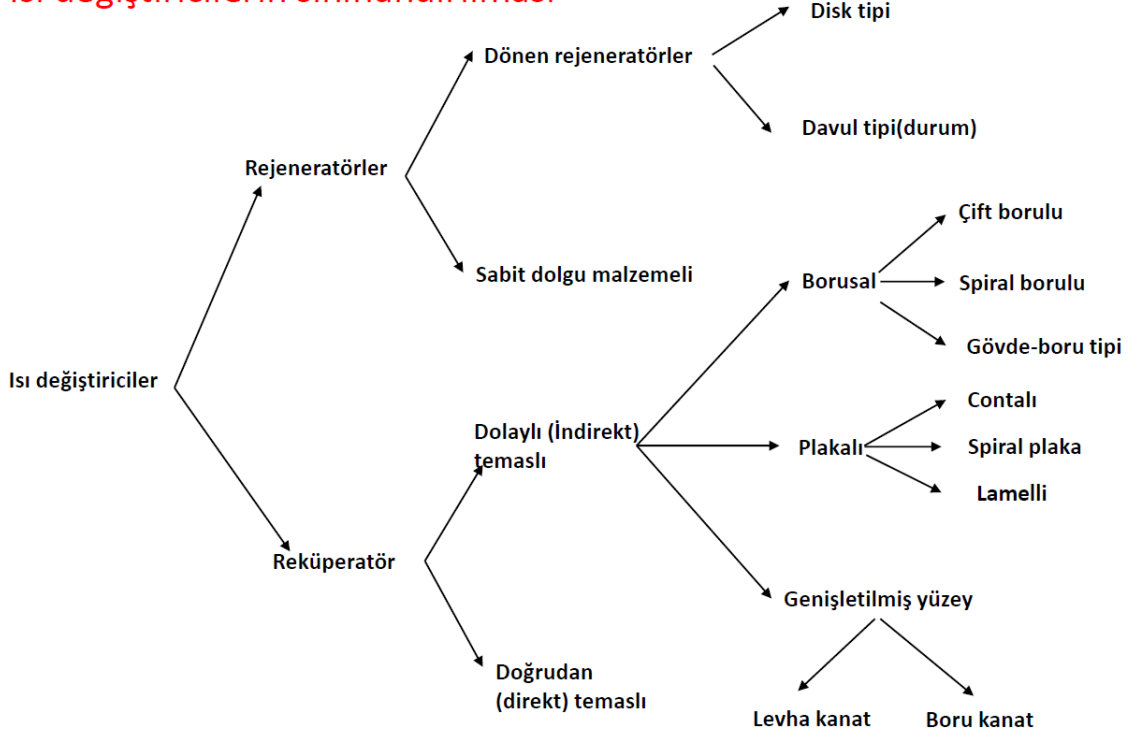 Disk tipi
Dönen rejeneratörler
Davul tipi(durum)
Rejeneratörler
Sabit dolgu malzemeli
Çift borulu
Borusal
Spiral borulu
Gövde-boru tipi
Isı değiştiriciler
Dolaylı (İndirekt)
temaslı
Contalı
Plakalı
Spiral plaka
Lamelli
Reküperatör
Genişletilmiş yüzey
Doğrudan
(direkt) temaslı
Levha kanat
Boru kanat